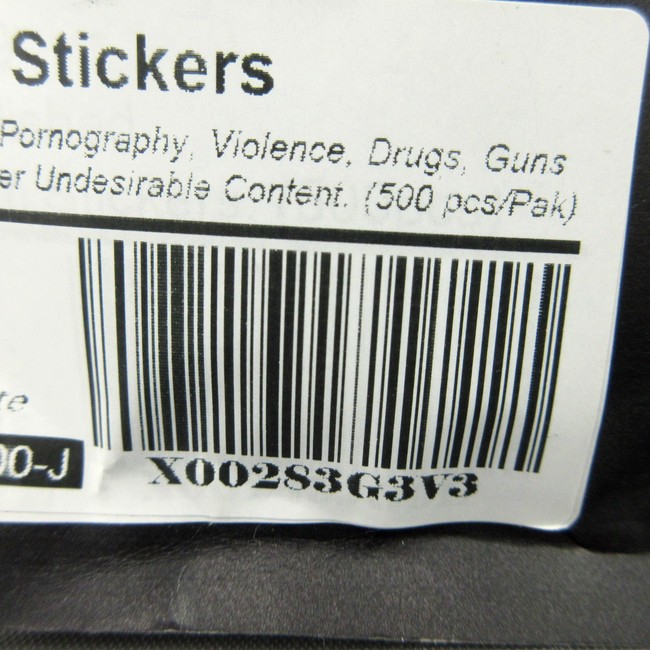 Stickers
Pornography, Violence, Drugs, Guns
er Undesirable Content. (500 pcs/Pak)
te
00-J
X00283G3V3